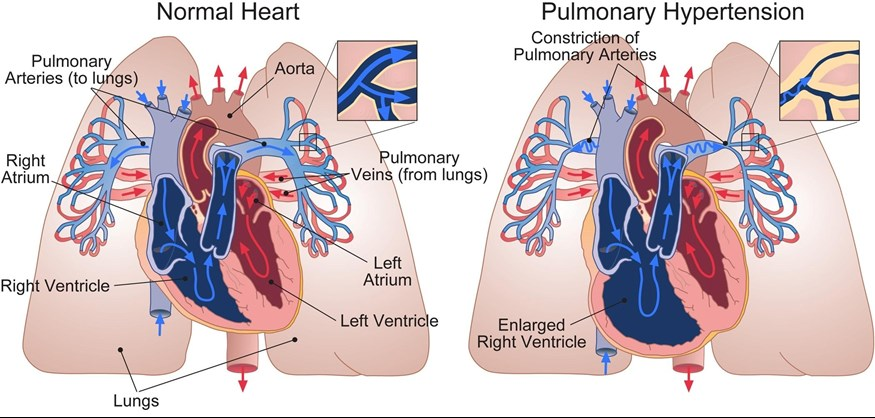 Normal Heart
Pulmonary
Arteries (to lungs)
Aorta
Right
Atrium
Pulmonary
Veins (from lungs)
Left
Atrium
Right Ventricle
Left Ventricle
Lungs
Pulmonary Hypertension
Constriction of
Pulmonary Arteries
Enlarged
Right Ventricle